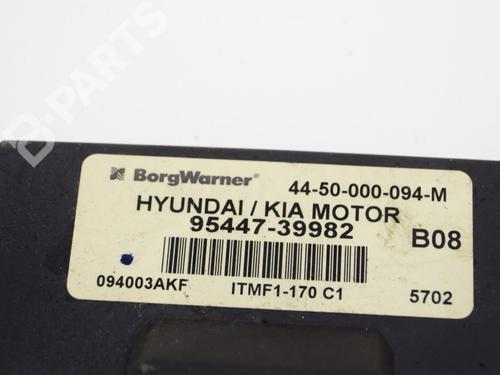 B-PARTS
BorgWarner 44-50-000-094-M
HYUNDAI / KIA MOTOR
95447-39982 B08
094003AKF ITMF1-170 C1 5702